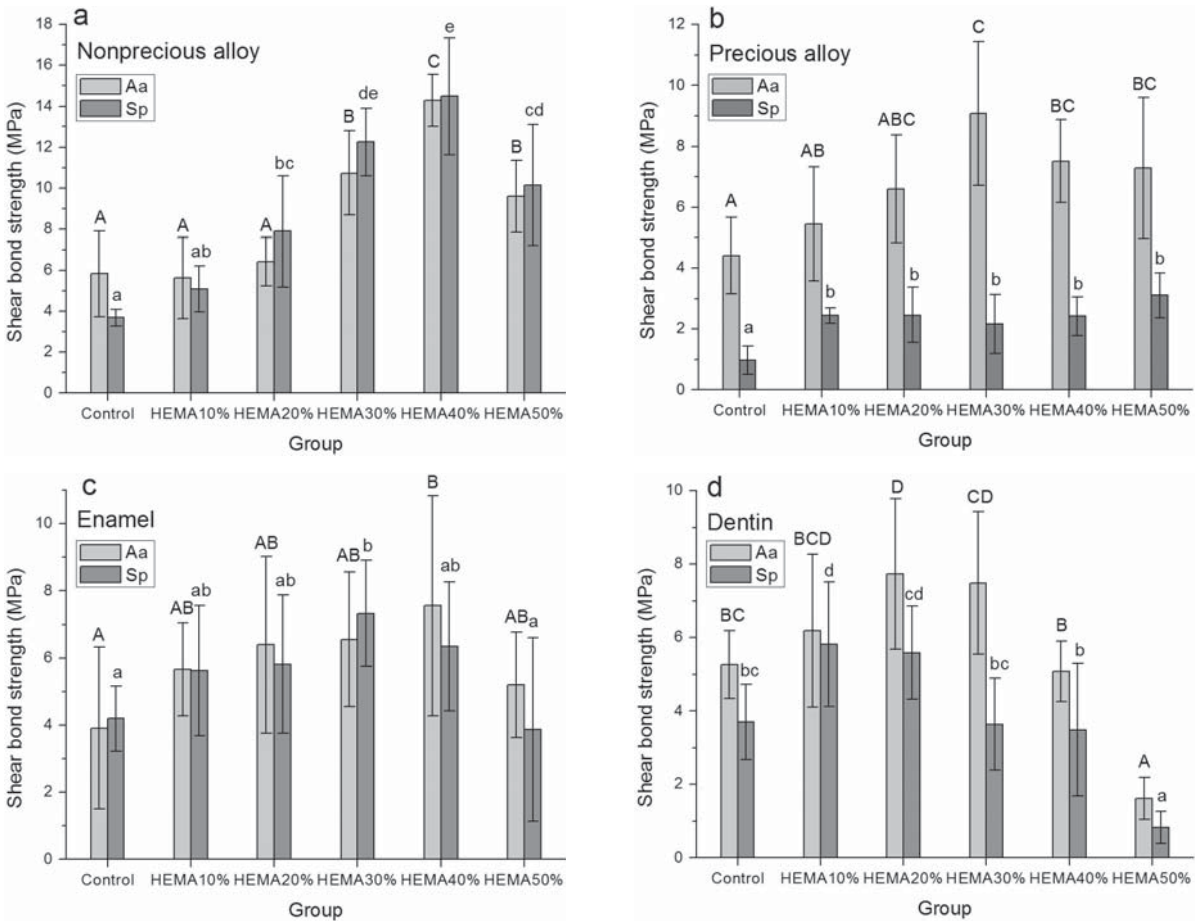 a
Nonprecious alloy
Aa
Sp
Shear bond strength (MPa)
18
16
14
12
10
8
6
4
2
0
A a
A ab
A bc
B de
C e
B cd
Control HEMA10% HEMA20% HEMA30% HEMA40% HEMA50%
Group
b
Precious alloy
Aa
Sp
Shear bond strength (MPa)
12
10
8
6
4
2
0
A a
AB b
ABC b
C b
BC b
BC b
Control HEMA10% HEMA20% HEMA30% HEMA40% HEMA50%
Group
c
Enamel
Aa
Sp
Shear bond strength (MPa)
10
8
6
4
2
0
A a
AB ab
AB ab
AB b
B ab
AB a
Control HEMA10% HEMA20% HEMA30% HEMA40% HEMA50%
Group
d
Dentin
Aa
Sp
Shear bond strength (MPa)
10
8
6
4
2
0
BC bc
BCD d
D cd
CD bc
B b
A a
Control HEMA10% HEMA20% HEMA30% HEMA40% HEMA50%
Group